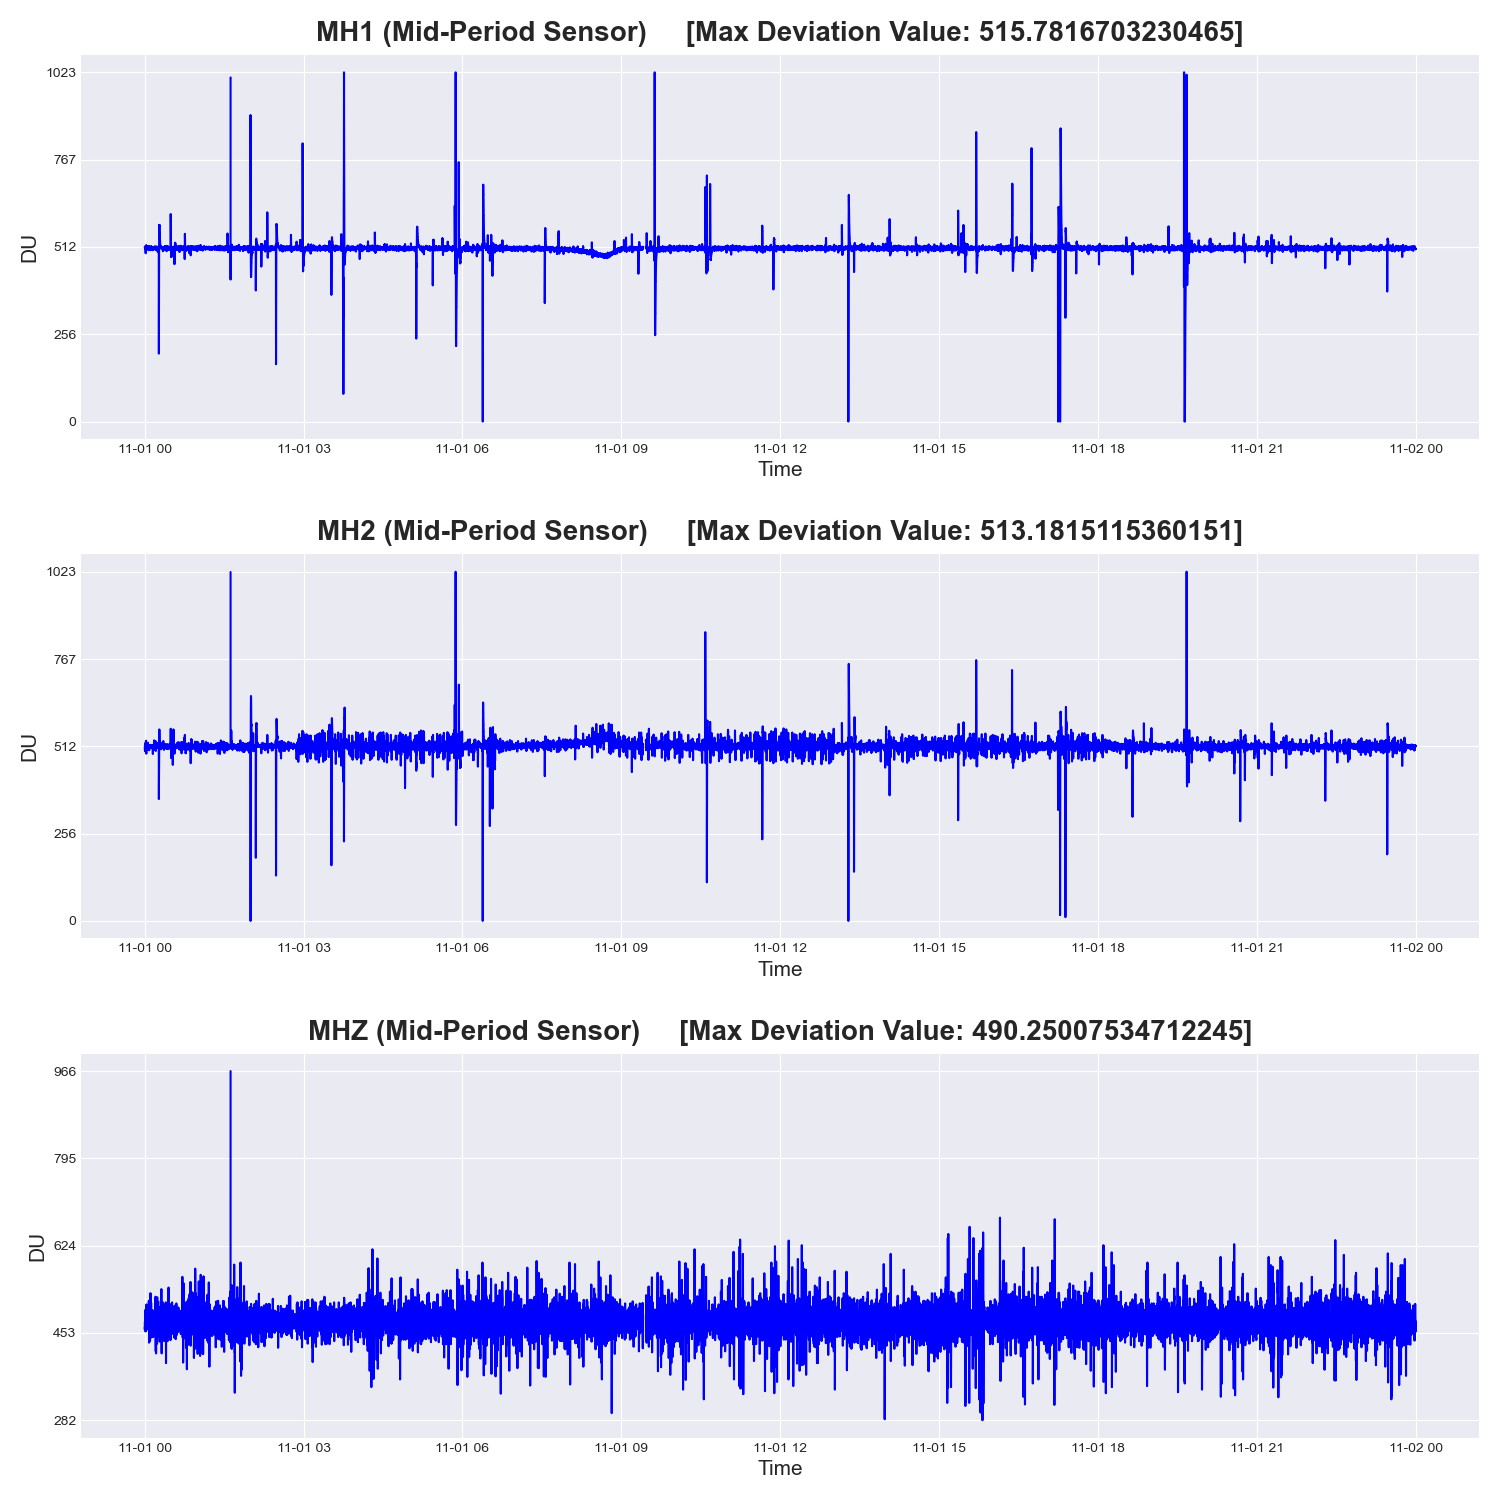 MH1 (Mid-Period Sensor) [Max Deviation Value: 515.7816703230465]
1023
767
512
256
0
DU
11-01 00 11-01 03 11-01 06 11-01 09 11-01 12 11-01 15 11-01 18 11-01 21 11-02 00
Time
MH2 (Mid-Period Sensor) [Max Deviation Value: 513.1815115360151]
1023
767
512
256
0
DU
11-01 00 11-01 03 11-01 06 11-01 09 11-01 12 11-01 15 11-01 18 11-01 21 11-02 00
Time
MHZ (Mid-Period Sensor) [Max Deviation Value: 490.25007534712245]
966
795
624
453
282
DU
11-01 00 11-01 03 11-01 06 11-01 09 11-01 12 11-01 15 11-01 18 11-01 21 11-02 00
Time